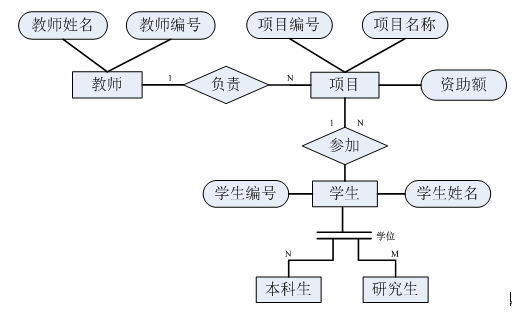 教师姓名 教师编号 项目编号 项目名称
教师 1 负责 N 项目 资助额
1 N
参加
学生编号 学生 学生姓名
学位
N M
本科生 研究生